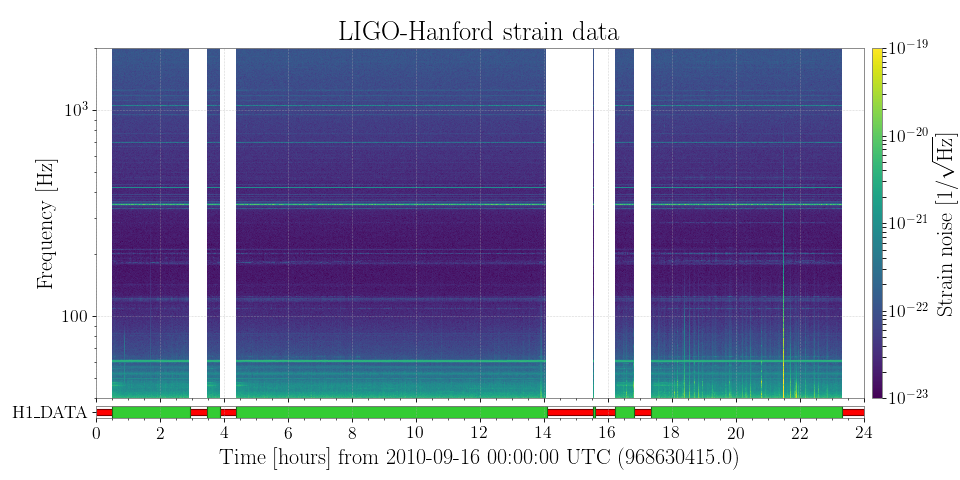 LIGO-Hanford strain data
Frequency [Hz]
10³
100
10⁻¹⁹
10⁻²⁰
10⁻²¹
10⁻²²
10⁻²³
Strain noise [1/√Hz]
H1_DATA
0 2 4 6 8 10 12 14 16 18 20 22 24
Time [hours] from 2010-09-16 00:00:00 UTC (968630415.0)